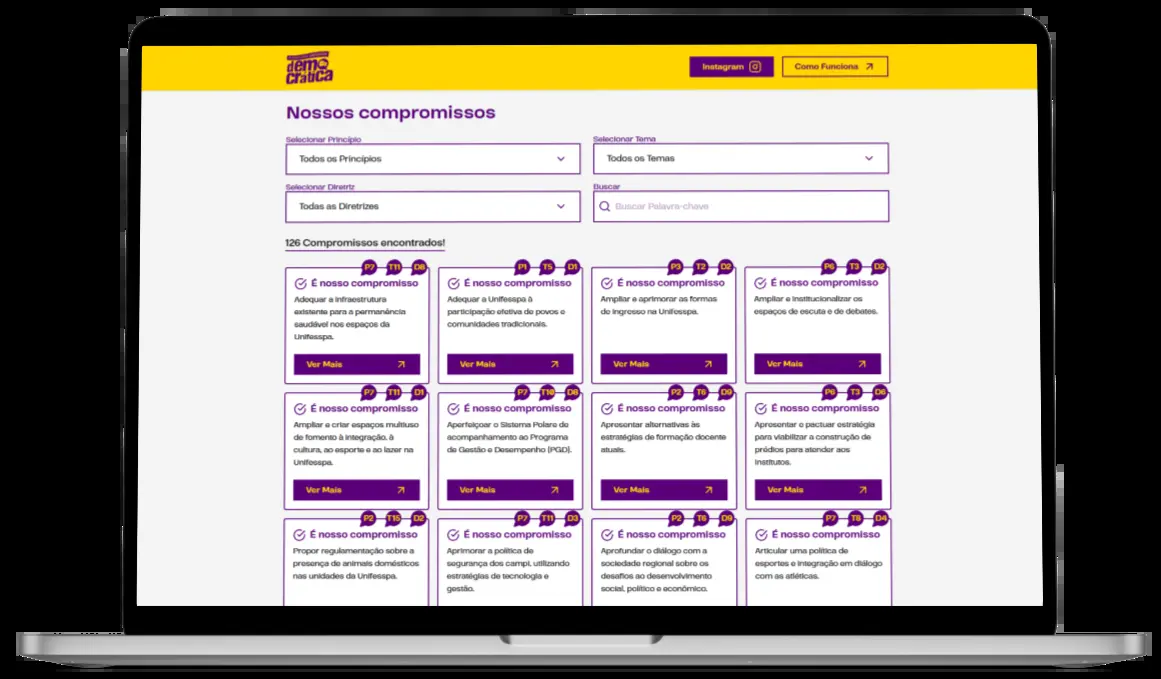 demo
cratica
Instagram
Como Funciona
Nossos compromissos
Selecionar Princípio
Selecionar Tema
Todos os Princípios
Todos os Temas
Selecionar Diretriz
Buscar
Todas as Diretrizes
Buscar Palavra-chave
126 Compromissos encontrados!
P7 T11 D8
É nosso compromisso
Adequar a infraestrutura
existente para a permanência
saudável nos espaços da
Unifesspa.
Ver Mais
P1 T5 D1
É nosso compromisso
Adequar a Unifesspa à
participação efetiva de povos e
comunidades tradicionais.
Ver Mais
P3 T2 D2
É nosso compromisso
Ampliar e aprimorar as formas
de ingresso na Unifesspa.
Ver Mais
P6 T3 D2
É nosso compromisso
Ampliar e institucionalizar os
espaços de escuta e de debates.
Ver Mais
P7 T11 D1
É nosso compromisso
Ampliar e criar espaços multiuso
de fomento à integração, à
cultura, ao esporte e ao lazer na
Unifesspa.
Ver Mais
P7 T10 D6
É nosso compromisso
Aperfeiçoar o Sistema Polare de
acompanhamento ao Programa
de Gestão e Desempenho (PGD).
Ver Mais
P2 T6 D9
É nosso compromisso
Apresentar alternativas às
estratégias de formação docente
atuais.
Ver Mais
P6 T3 D6
É nosso compromisso
Apresentar e pactuar estratégia
para viabilizar a construção de
prédios para atender aos
Institutos.
Ver Mais
P2 T15 D2
É nosso compromisso
Propor regulamentação sobre a
presença de animais domésticos
nas unidades da Unifesspa.
P7 T11 D3
É nosso compromisso
Aprimorar a política de
segurança dos campi, utilizando
estratégias de tecnologia e
gestão.
P2 T6 D9
É nosso compromisso
Aprofundar o diálogo com a
sociedade regional sobre os
desafios ao desenvolvimento
social, político e econômico.
P7 T8 D4
É nosso compromisso
Articular uma política de
esportes e integração em diálogo
com as atléticas.